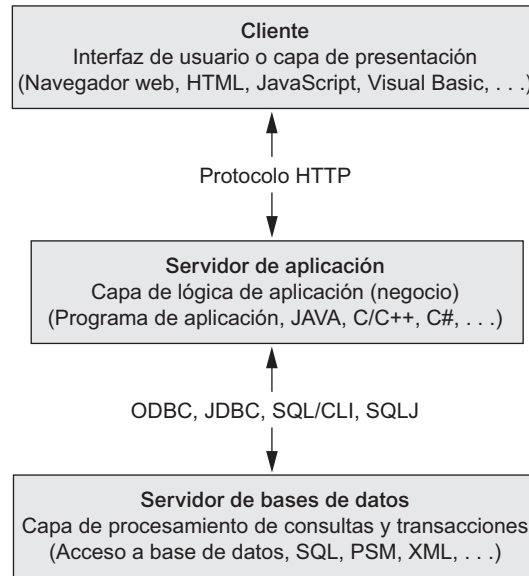 Cliente
Interfaz de usuario o capa de presentación
(Navegador web, HTML, JavaScript, Visual Basic, . . .)
Protocolo HTTP
Servidor de aplicación
Capa de lógica de aplicación (negocio)
(Programa de aplicación, JAVA, C/C++, C#, . . .)
ODBC, JDBC, SQL/CLI, SQLJ
Servidor de bases de datos
Capa de procesamiento de consultas y transacciones
(Acceso a base de datos, SQL, PSM, XML, . . .)